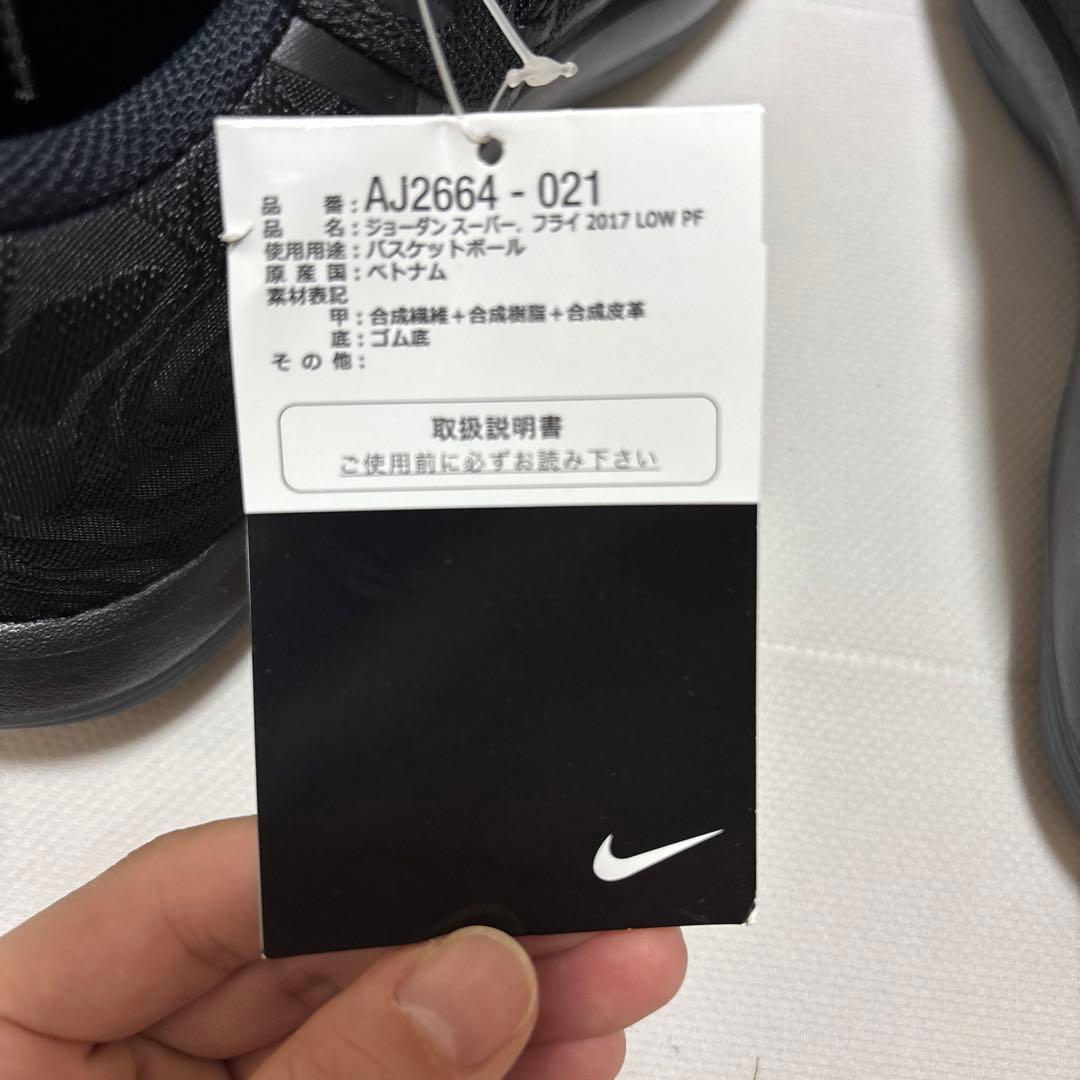 品　番：AJ2664 - 021
品　名：ジョーダン スーパー．フライ 2017 LOW PF
使用用途：バスケットボール
原 産 国：ベトナム
素材表記
甲：合成繊維＋合成樹脂＋合成皮革
底：ゴム底
そ の 他：
取扱説明書
ご使用前に必ずお読み下さい